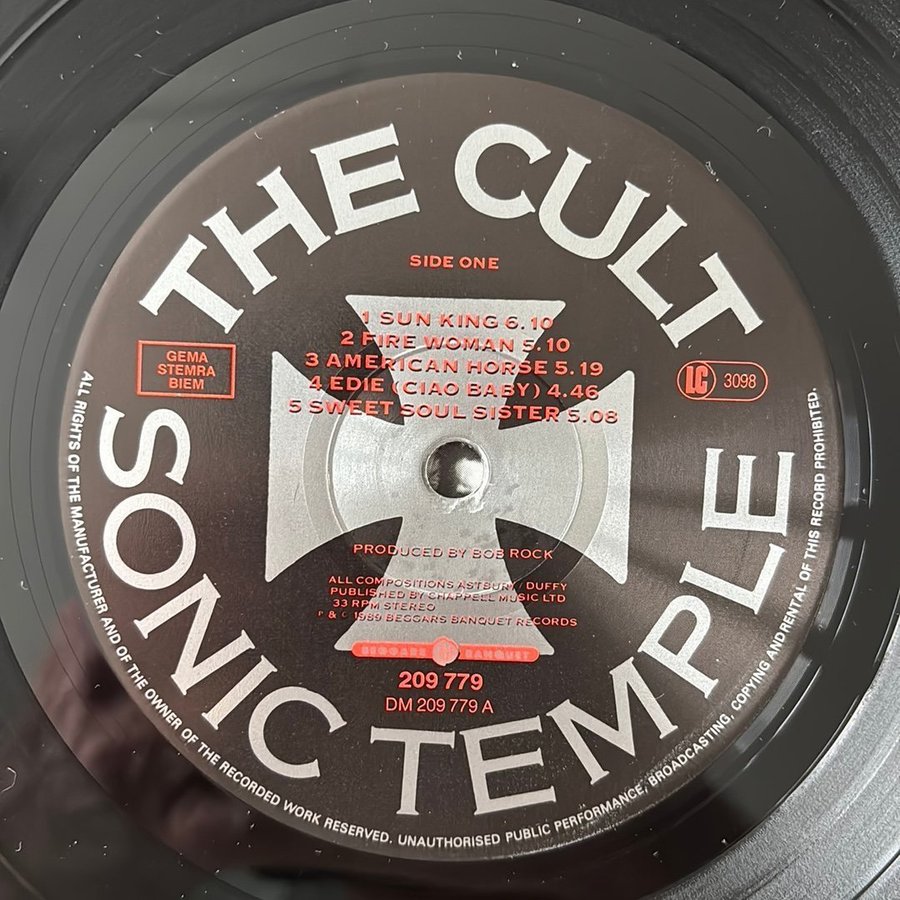 THE CULT
SIDE ONE
1 SUN KING 6.10
2 FIRE WOMAN 5.10
3 AMERICAN HORSE 5.19
4 EDIE (CIAO BABY) 4.46
5 SWEET SOUL SISTER 5.08
GEMA
STEMRA
BIEM
LC 3098
PRODUCED BY BOB ROCK
ALL COMPOSITIONS ASTBURY / DUFFY
PUBLISHED BY CHAPPELL MUSIC LTD
33 RPM STEREO
P & C 1989 BEGGARS BANQUET RECORDS
BEGGARS BANQUET
209 779
DM 209 779 A
SONIC TEMPLE
ALL RIGHTS OF THE MANUFACTURER AND OF THE OWNER OF THE RECORDED WORK RESERVED. UNAUTHORISED PUBLIC PERFORMANCE, BROADCASTING, COPYING AND RENTAL OF THIS RECORD PROHIBITED.